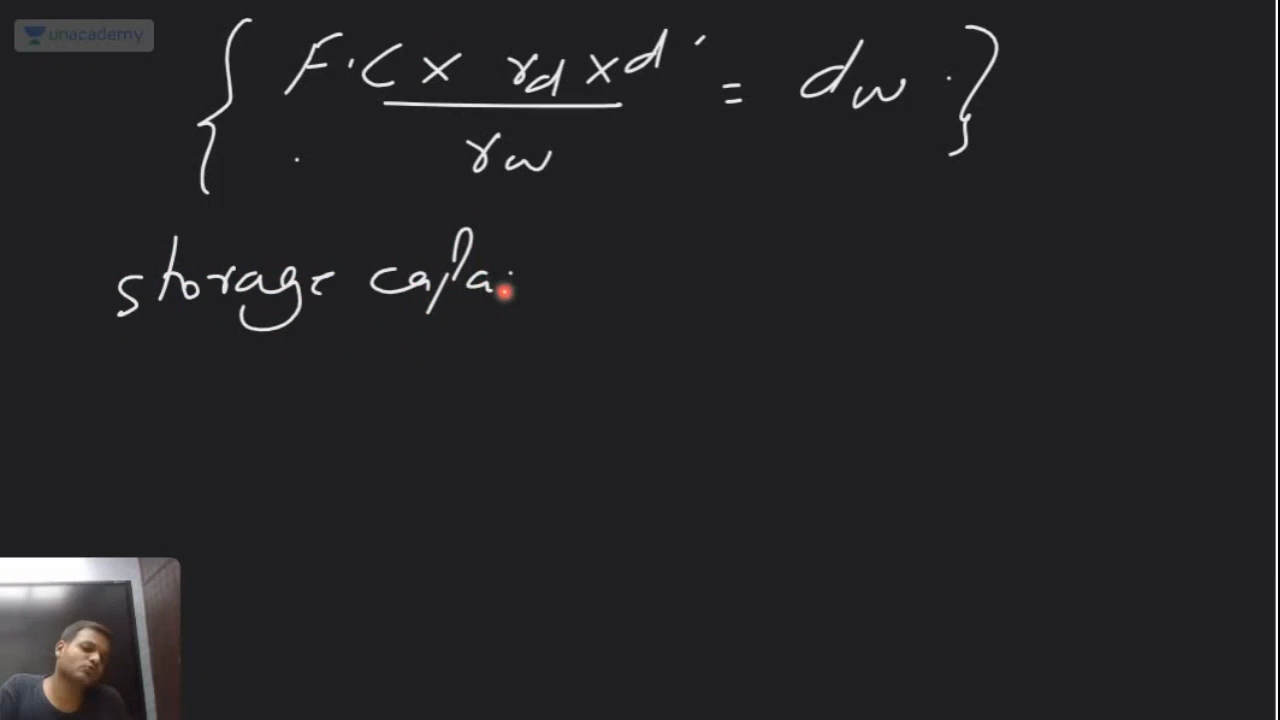 unacademy
{ F.C × γd × d / γw = dw }
storage capa